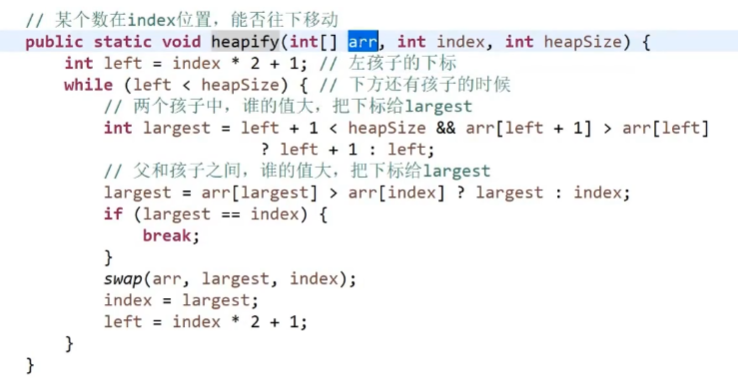 // 某个数在index位置，能否往下移动
public static void heapify(int[] arr, int index, int heapSize) {
int left = index * 2 + 1; // 左孩子的下标
while (left < heapSize) { // 下方还有孩子的时候
// 两个孩子中，谁的值大，把下标给largest
int largest = left + 1 < heapSize && arr[left + 1] > arr[left]
? left + 1 : left;
// 父和孩子之间，谁的值大，把下标给largest
largest = arr[largest] > arr[index] ? largest : index;
if (largest == index) {
break;
}
swap(arr, largest, index);
index = largest;
left = index * 2 + 1;
}
}